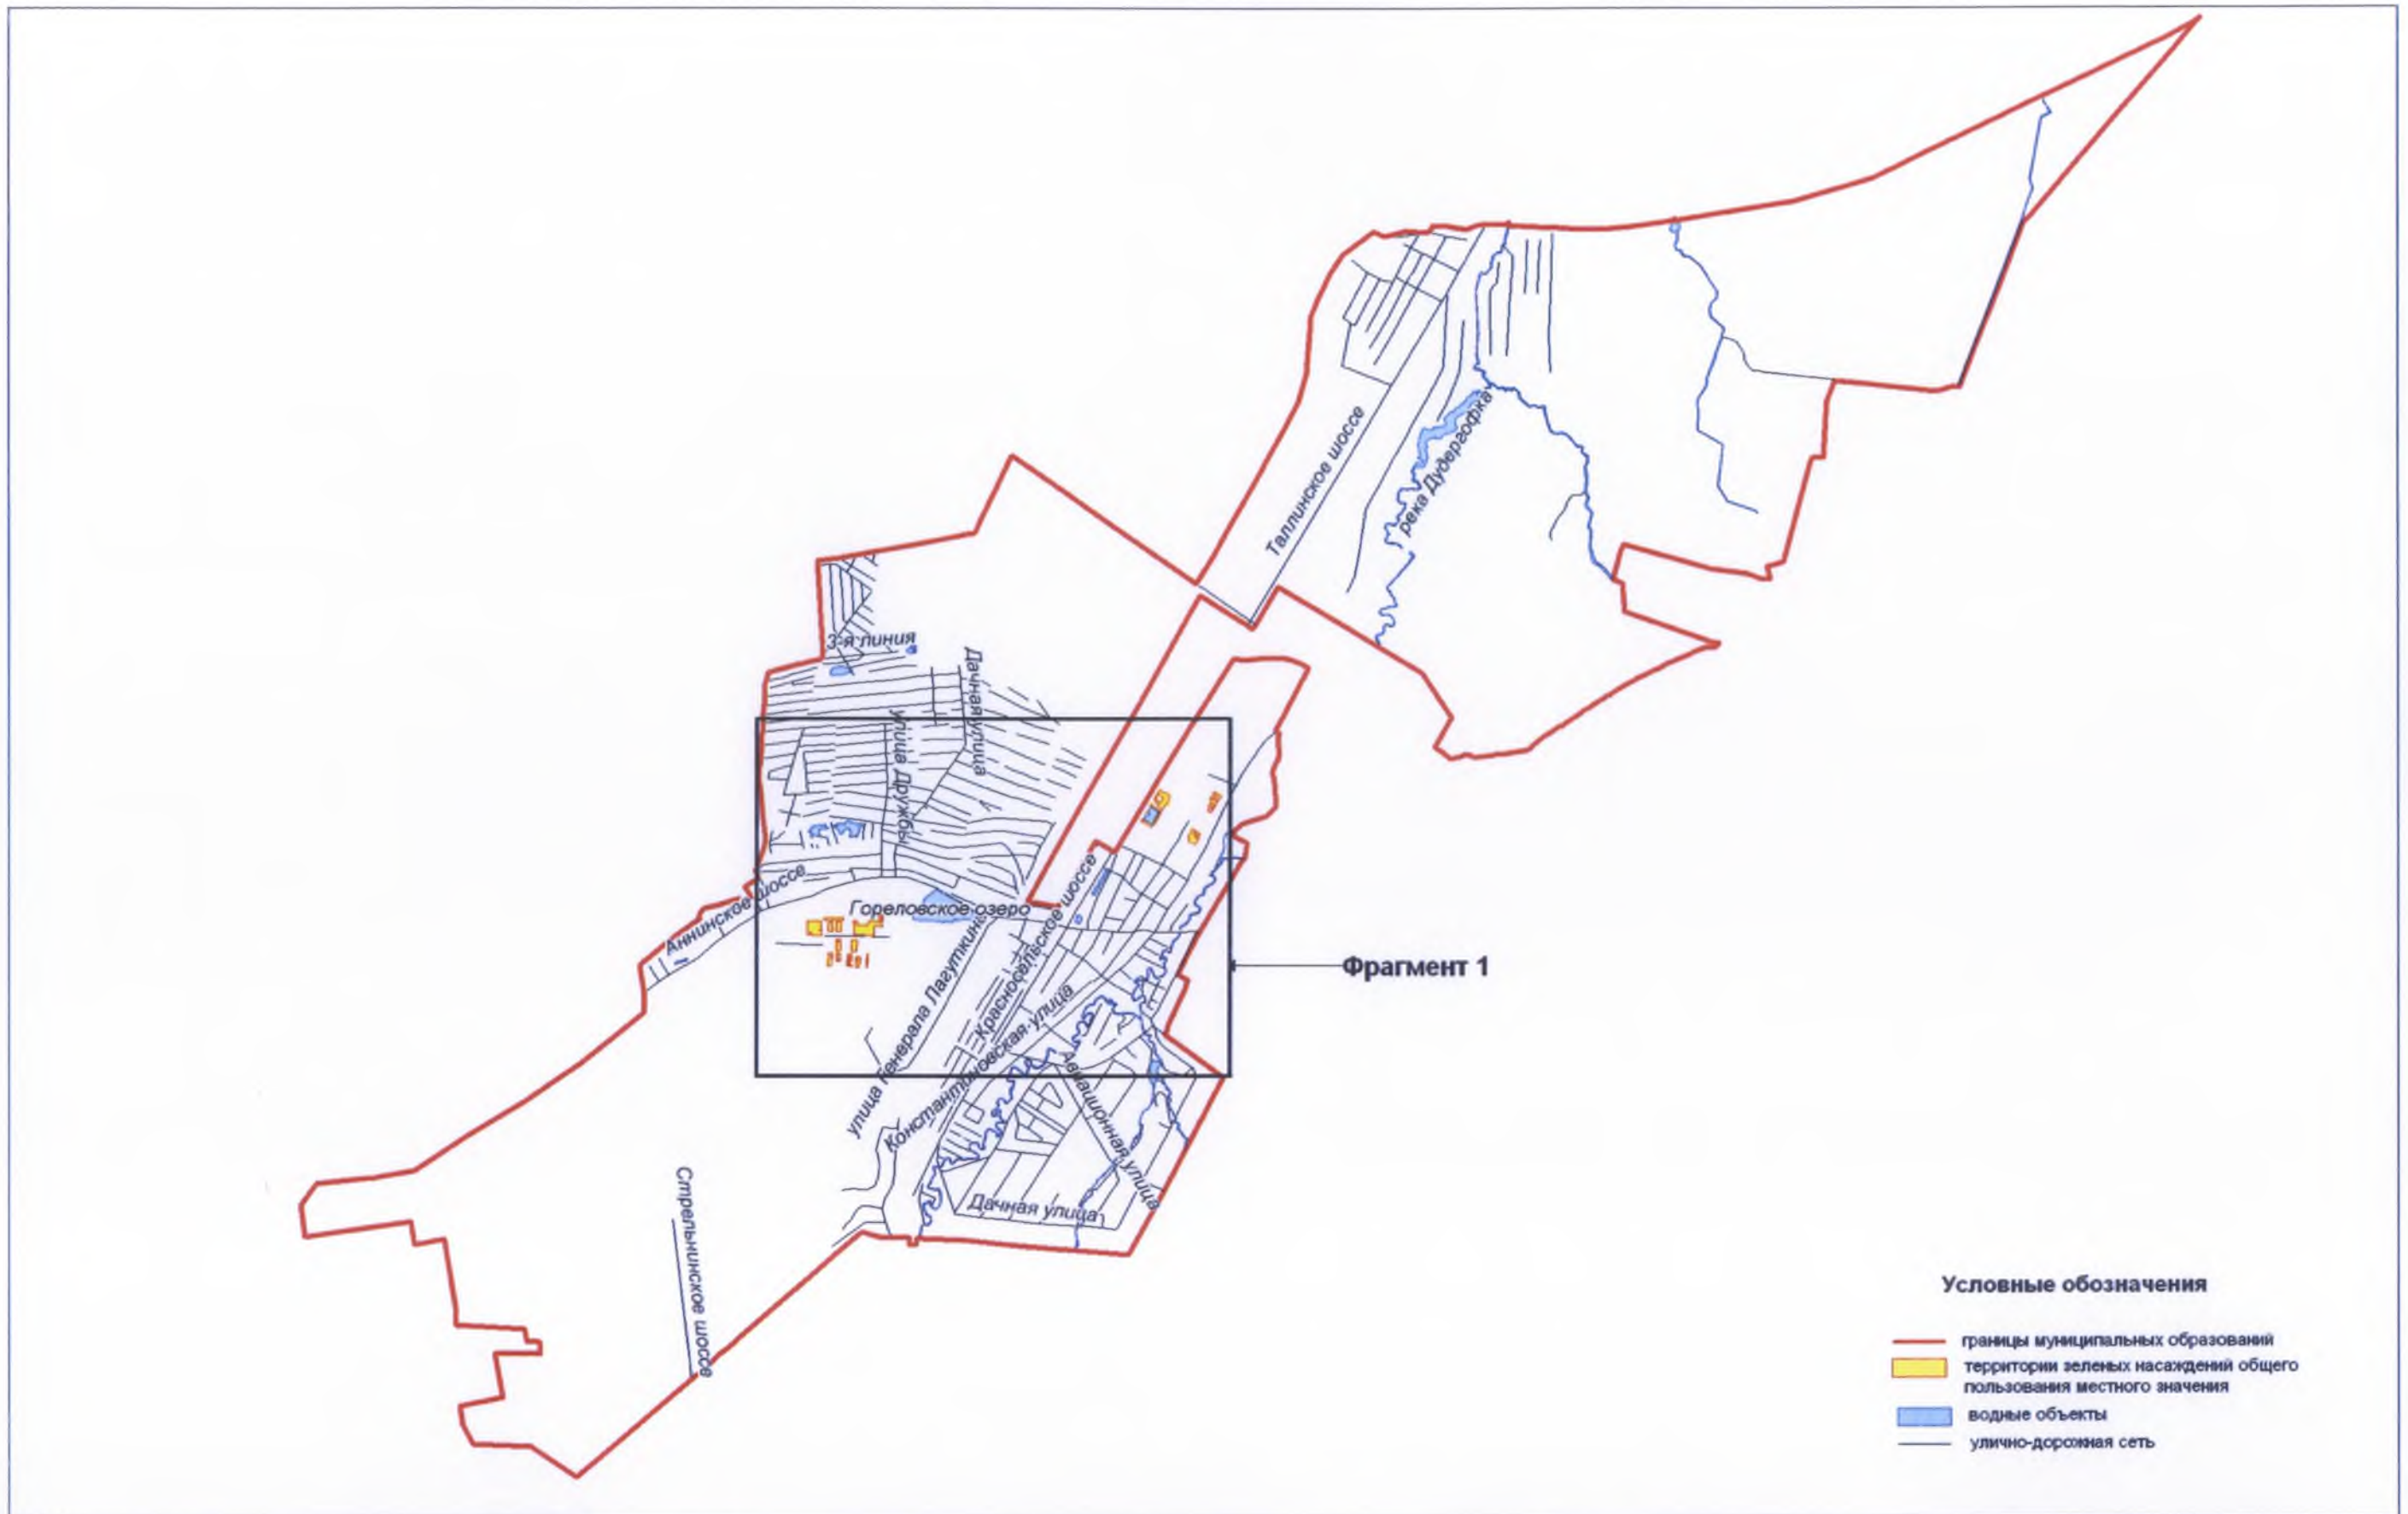 Таллинское шоссе
река Дудергофка
3-я линия
Дачная улица
улица Дружбы
Аннинское шоссе
Гореловское озеро
Красносельское шоссе
улица Генерала Лагуткина
Константиновская улица
Авиационная улица
Дачная улица
Стрельнинское шоссе
Фрагмент 1
Условные обозначения
границы муниципальных образований
территории зеленых насаждений общего
пользования местного значения
водные объекты
улично-дорожная сеть